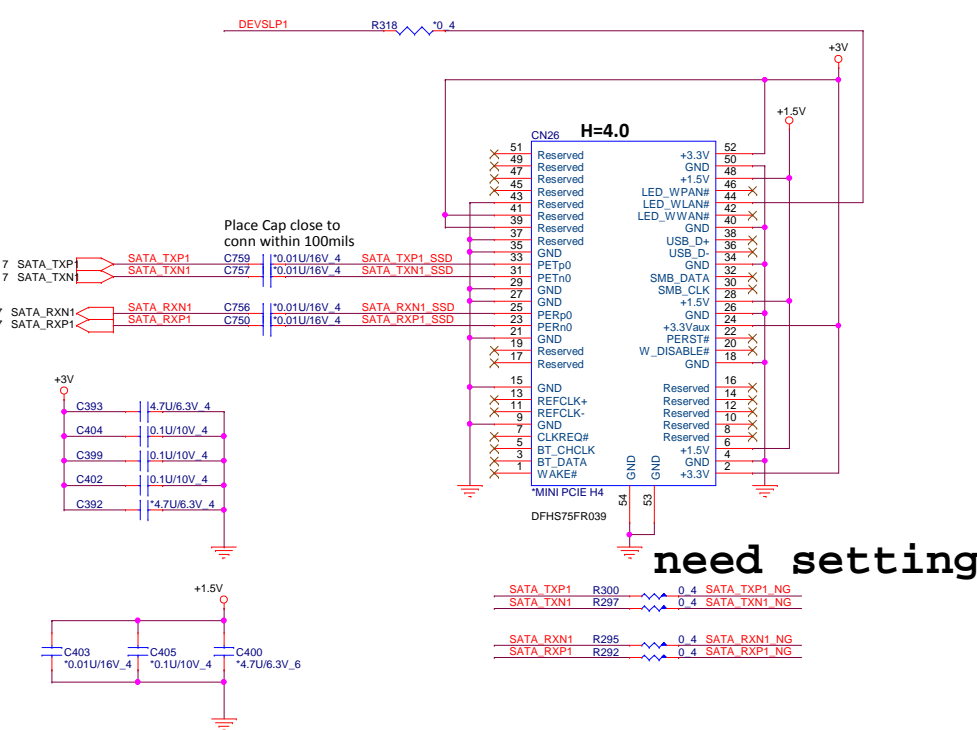 DEVSLP1 R318 *0_4
+3V
+1.5V
CN26 H=4.0
51 Reserved +3.3V 52
49 Reserved GND 50
47 Reserved +1.5V 48
45 Reserved LED_WPAN# 46
43 Reserved LED_WLAN# 44
41 Reserved LED_WWAN# 42
39 Reserved GND 40
37 Reserved USB_D+ 38
35 GND USB_D- 36
33 PETp0 GND 34
31 PETn0 SMB_DATA 32
29 GND SMB_CLK 30
27 GND +1.5V 28
25 PERp0 GND 26
23 PERn0 +3.3Vaux 24
21 GND PERST# 22
19 Reserved W_DISABLE# 20
17 Reserved GND 18
15 GND Reserved 16
13 REFCLK+ Reserved 14
11 REFCLK- Reserved 12
9 GND Reserved 10
7 CLKREQ# Reserved 8
5 BT_CHCLK +1.5V 6
3 BT_DATA GND 4
1 WAKE# +3.3V 2
GND GND
54 53
*MINI PCIE H4
DFHS75FR039
Place Cap close to
conn within 100mils
7 SATA_TXP1 SATA_TXP1 C759 *0.01U/16V_4 SATA_TXP1_SSD
7 SATA_TXN1 SATA_TXN1 C757 *0.01U/16V_4 SATA_TXN1_SSD
7 SATA_RXN1 SATA_RXN1 C756 *0.01U/16V_4 SATA_RXN1_SSD
7 SATA_RXP1 SATA_RXP1 C750 *0.01U/16V_4 SATA_RXP1_SSD
+3V
C393 4.7U/6.3V_4
C404 0.1U/10V_4
C399 0.1U/10V_4
C402 0.1U/10V_4
C392 *4.7U/6.3V_4
need setting
SATA_TXP1 R300 0_4 SATA_TXP1_NG
SATA_TXN1 R297 0_4 SATA_TXN1_NG
SATA_RXN1 R295 0_4 SATA_RXN1_NG
SATA_RXP1 R292 0_4 SATA_RXP1_NG
+1.5V
C403 C405 C400
*0.01U/16V_4 *0.1U/10V_4 *4.7U/6.3V_6